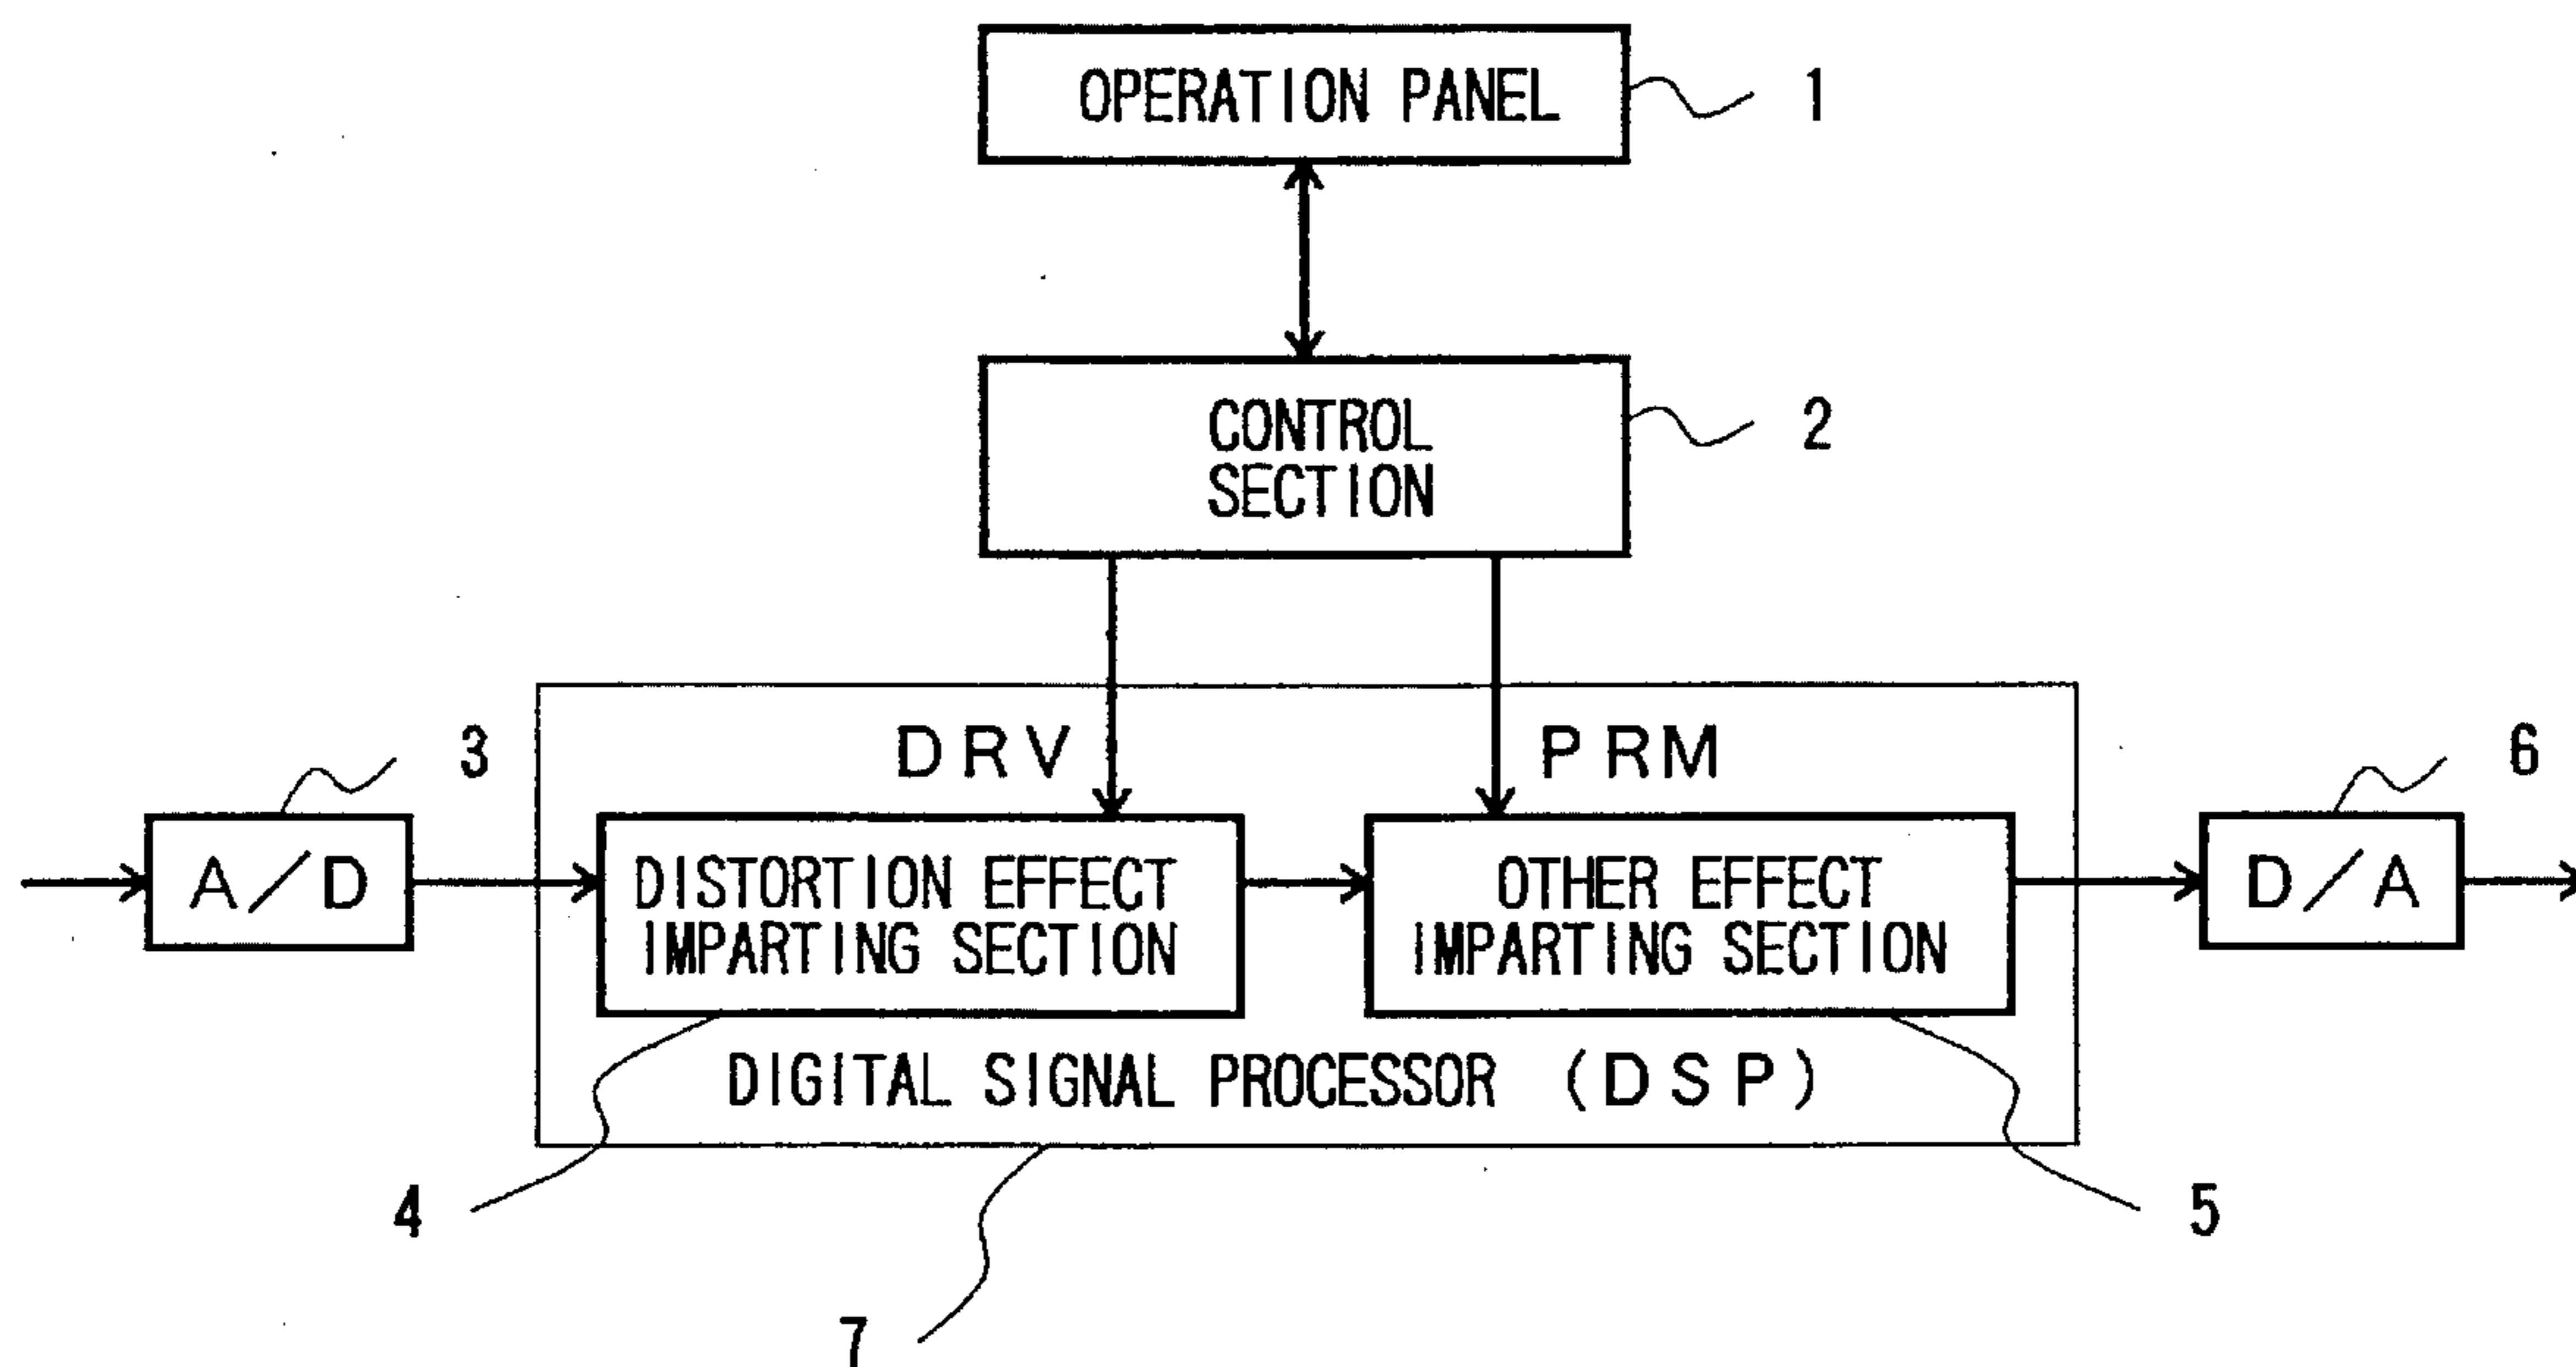 OPERATION PANEL
1
CONTROL
SECTION
2
DRV
PRM
3
6
A/D
DISTORTION EFFECT
IMPARTING SECTION
OTHER EFFECT
IMPARTING SECTION
D/A
DIGITAL SIGNAL PROCESSOR (DSP)
4
5
7